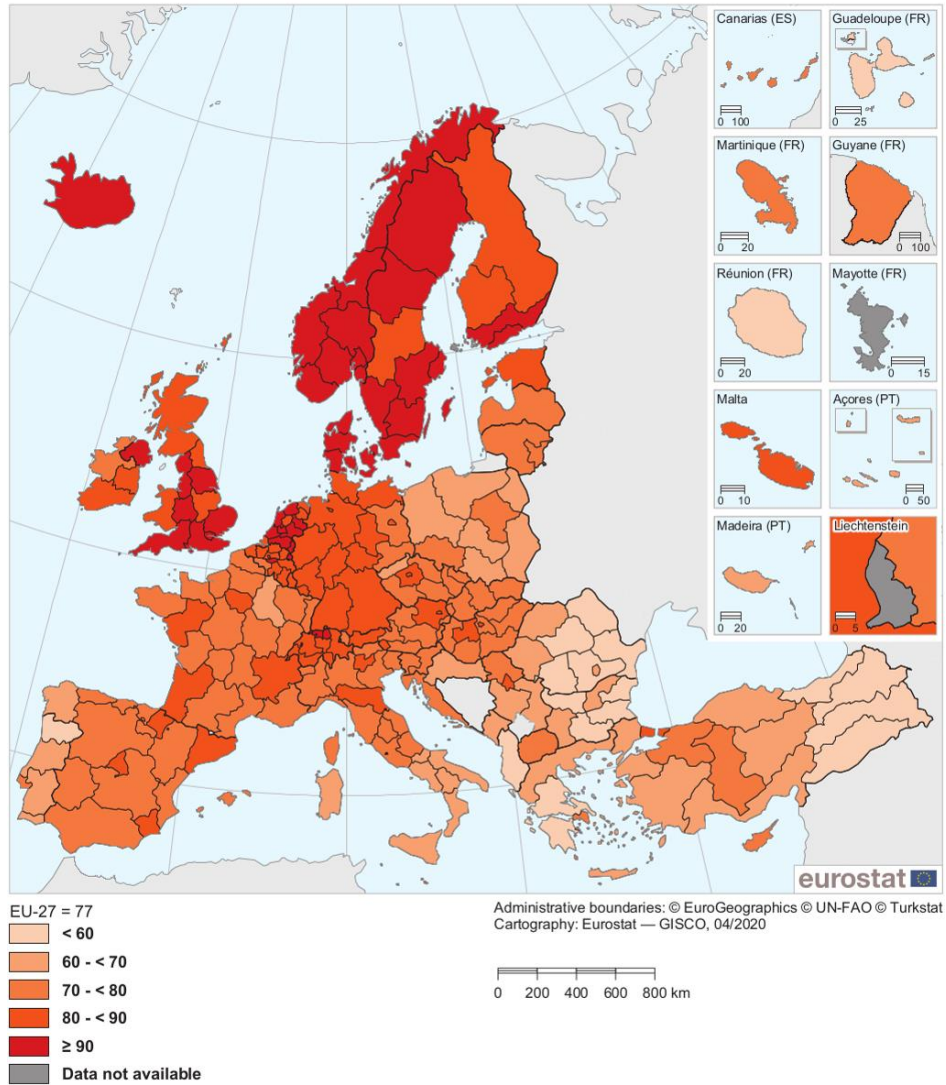 Canarias (ES)
0 100
Guadeloupe (FR)
0 25
Martinique (FR)
0 20
Guyane (FR)
0 100
Réunion (FR)
0 20
Mayotte (FR)
0 15
Malta
0 10
Açores (PT)
0 50
Madeira (PT)
0 20
Liechtenstein
0 5
eurostat
EU-27 = 77
< 60
60 - < 70
70 - < 80
80 - < 90
≥ 90
Data not available
Administrative boundaries: © EuroGeographics © UN-FAO © Turkstat
Cartography: Eurostat — GISCO, 04/2020
0 200 400 600 800 km